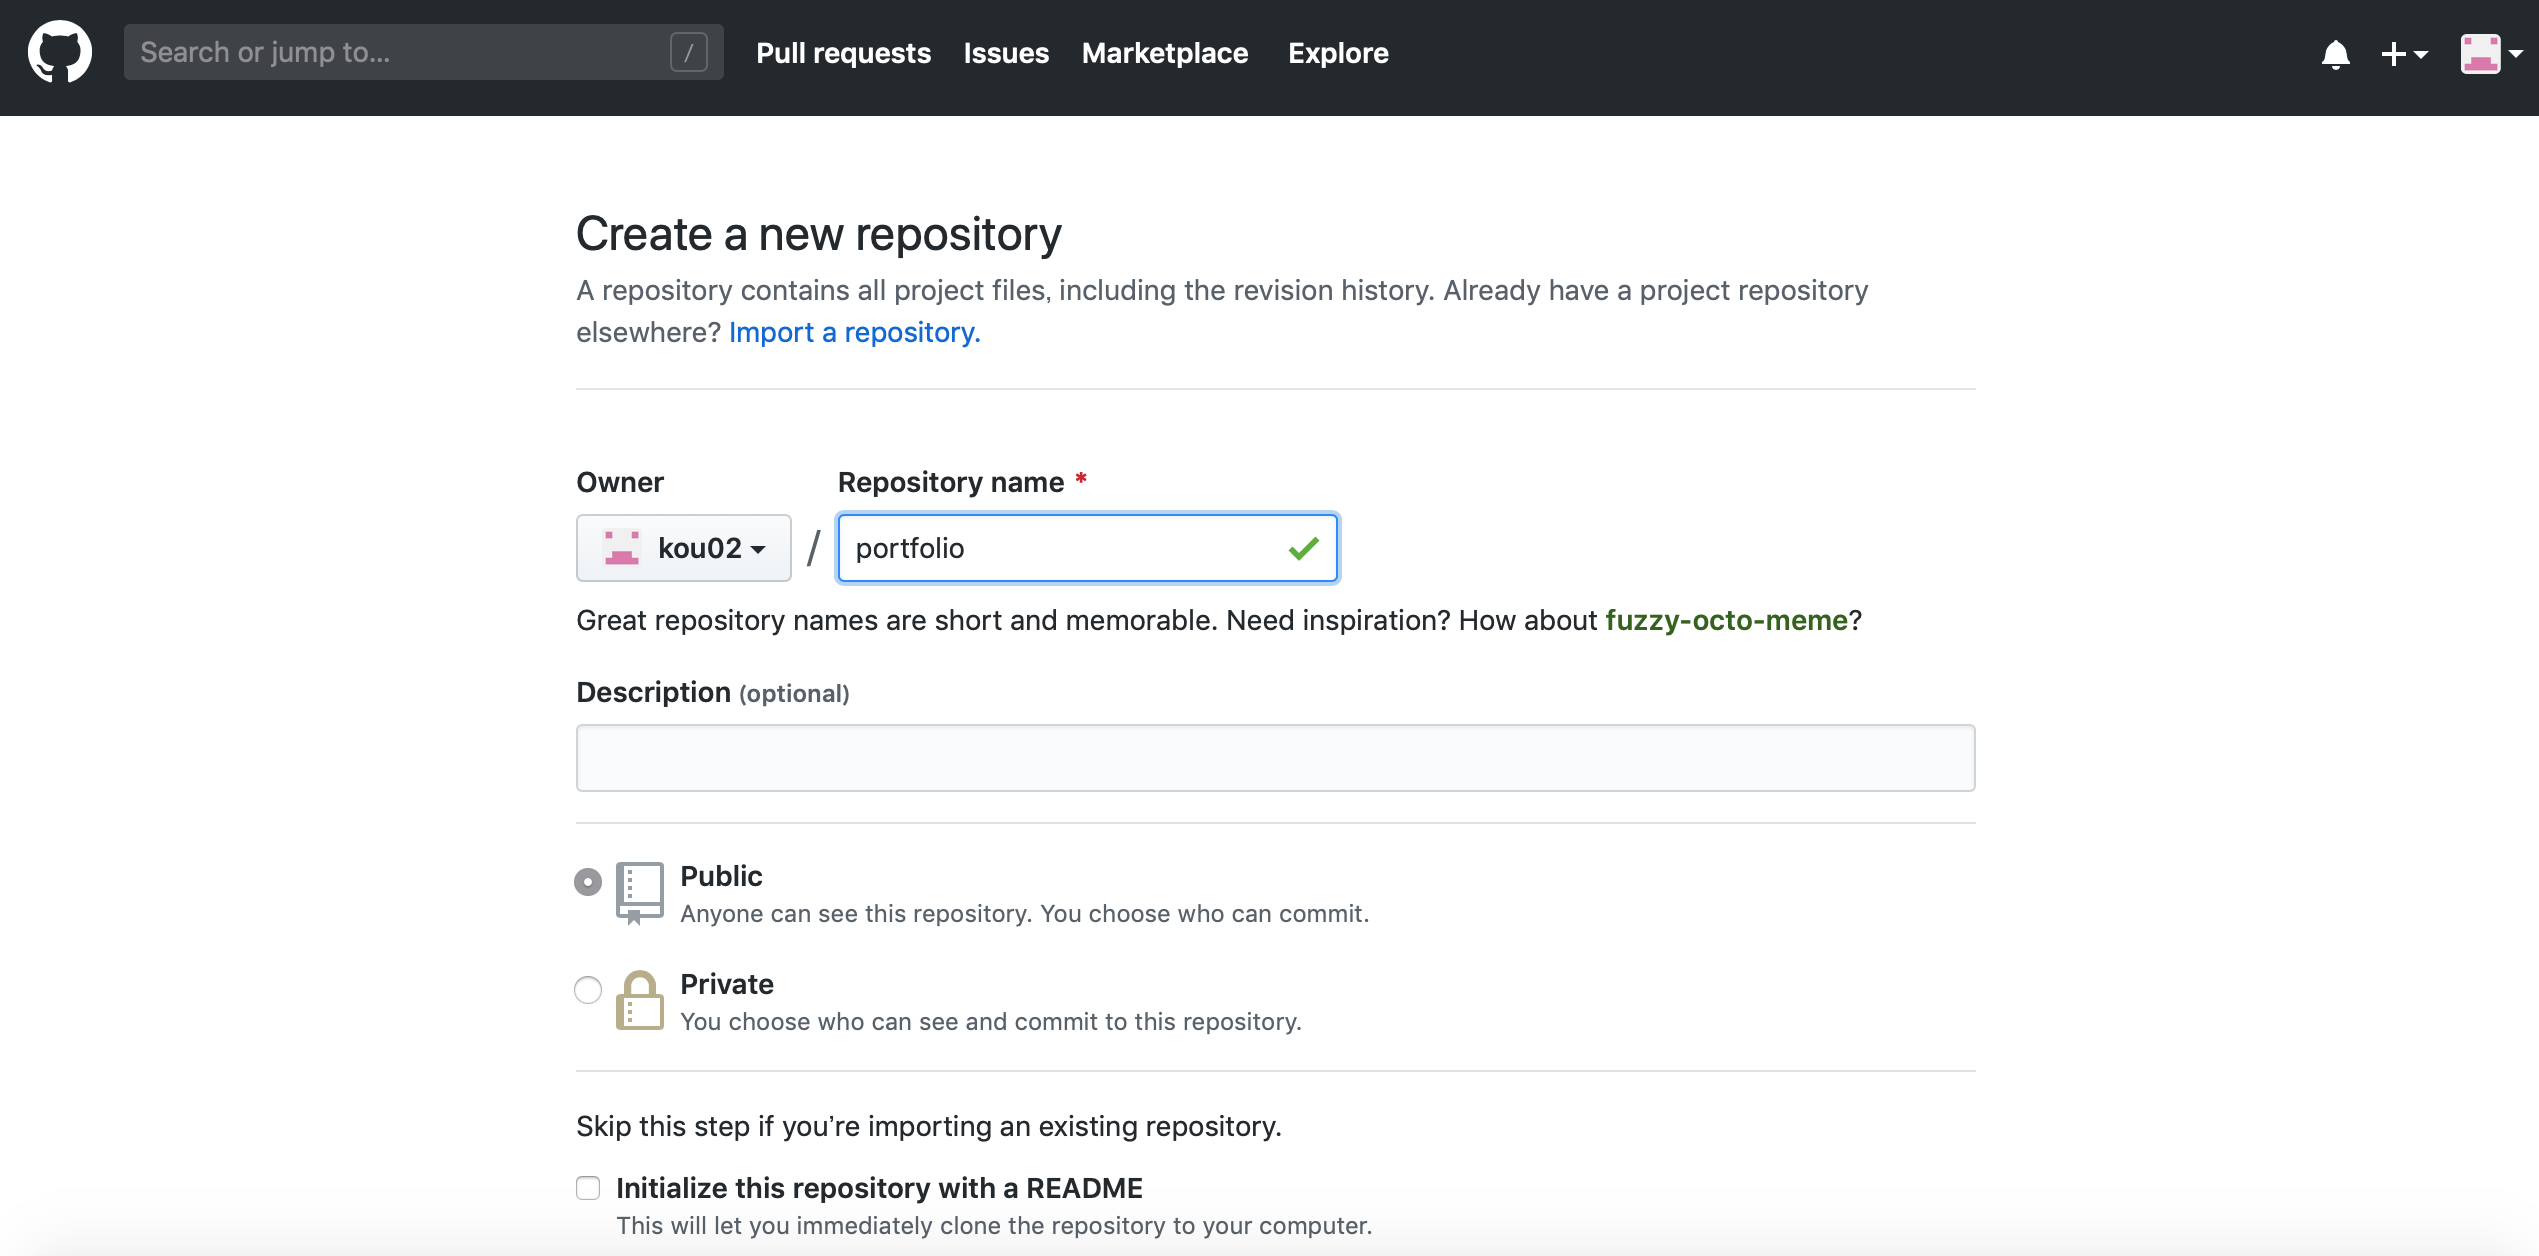 Search or jump to...
/
Pull requests
Issues
Marketplace
Explore
Create a new repository
A repository contains all project files, including the revision history. Already have a project repository
elsewhere? Import a repository.
Owner
Repository name *
kou02
/
portfolio
Great repository names are short and memorable. Need inspiration? How about fuzzy-octo-meme?
Description (optional)
Public
Anyone can see this repository. You choose who can commit.
Private
You choose who can see and commit to this repository.
Skip this step if you’re importing an existing repository.
Initialize this repository with a README
This will let you immediately clone the repository to your computer.